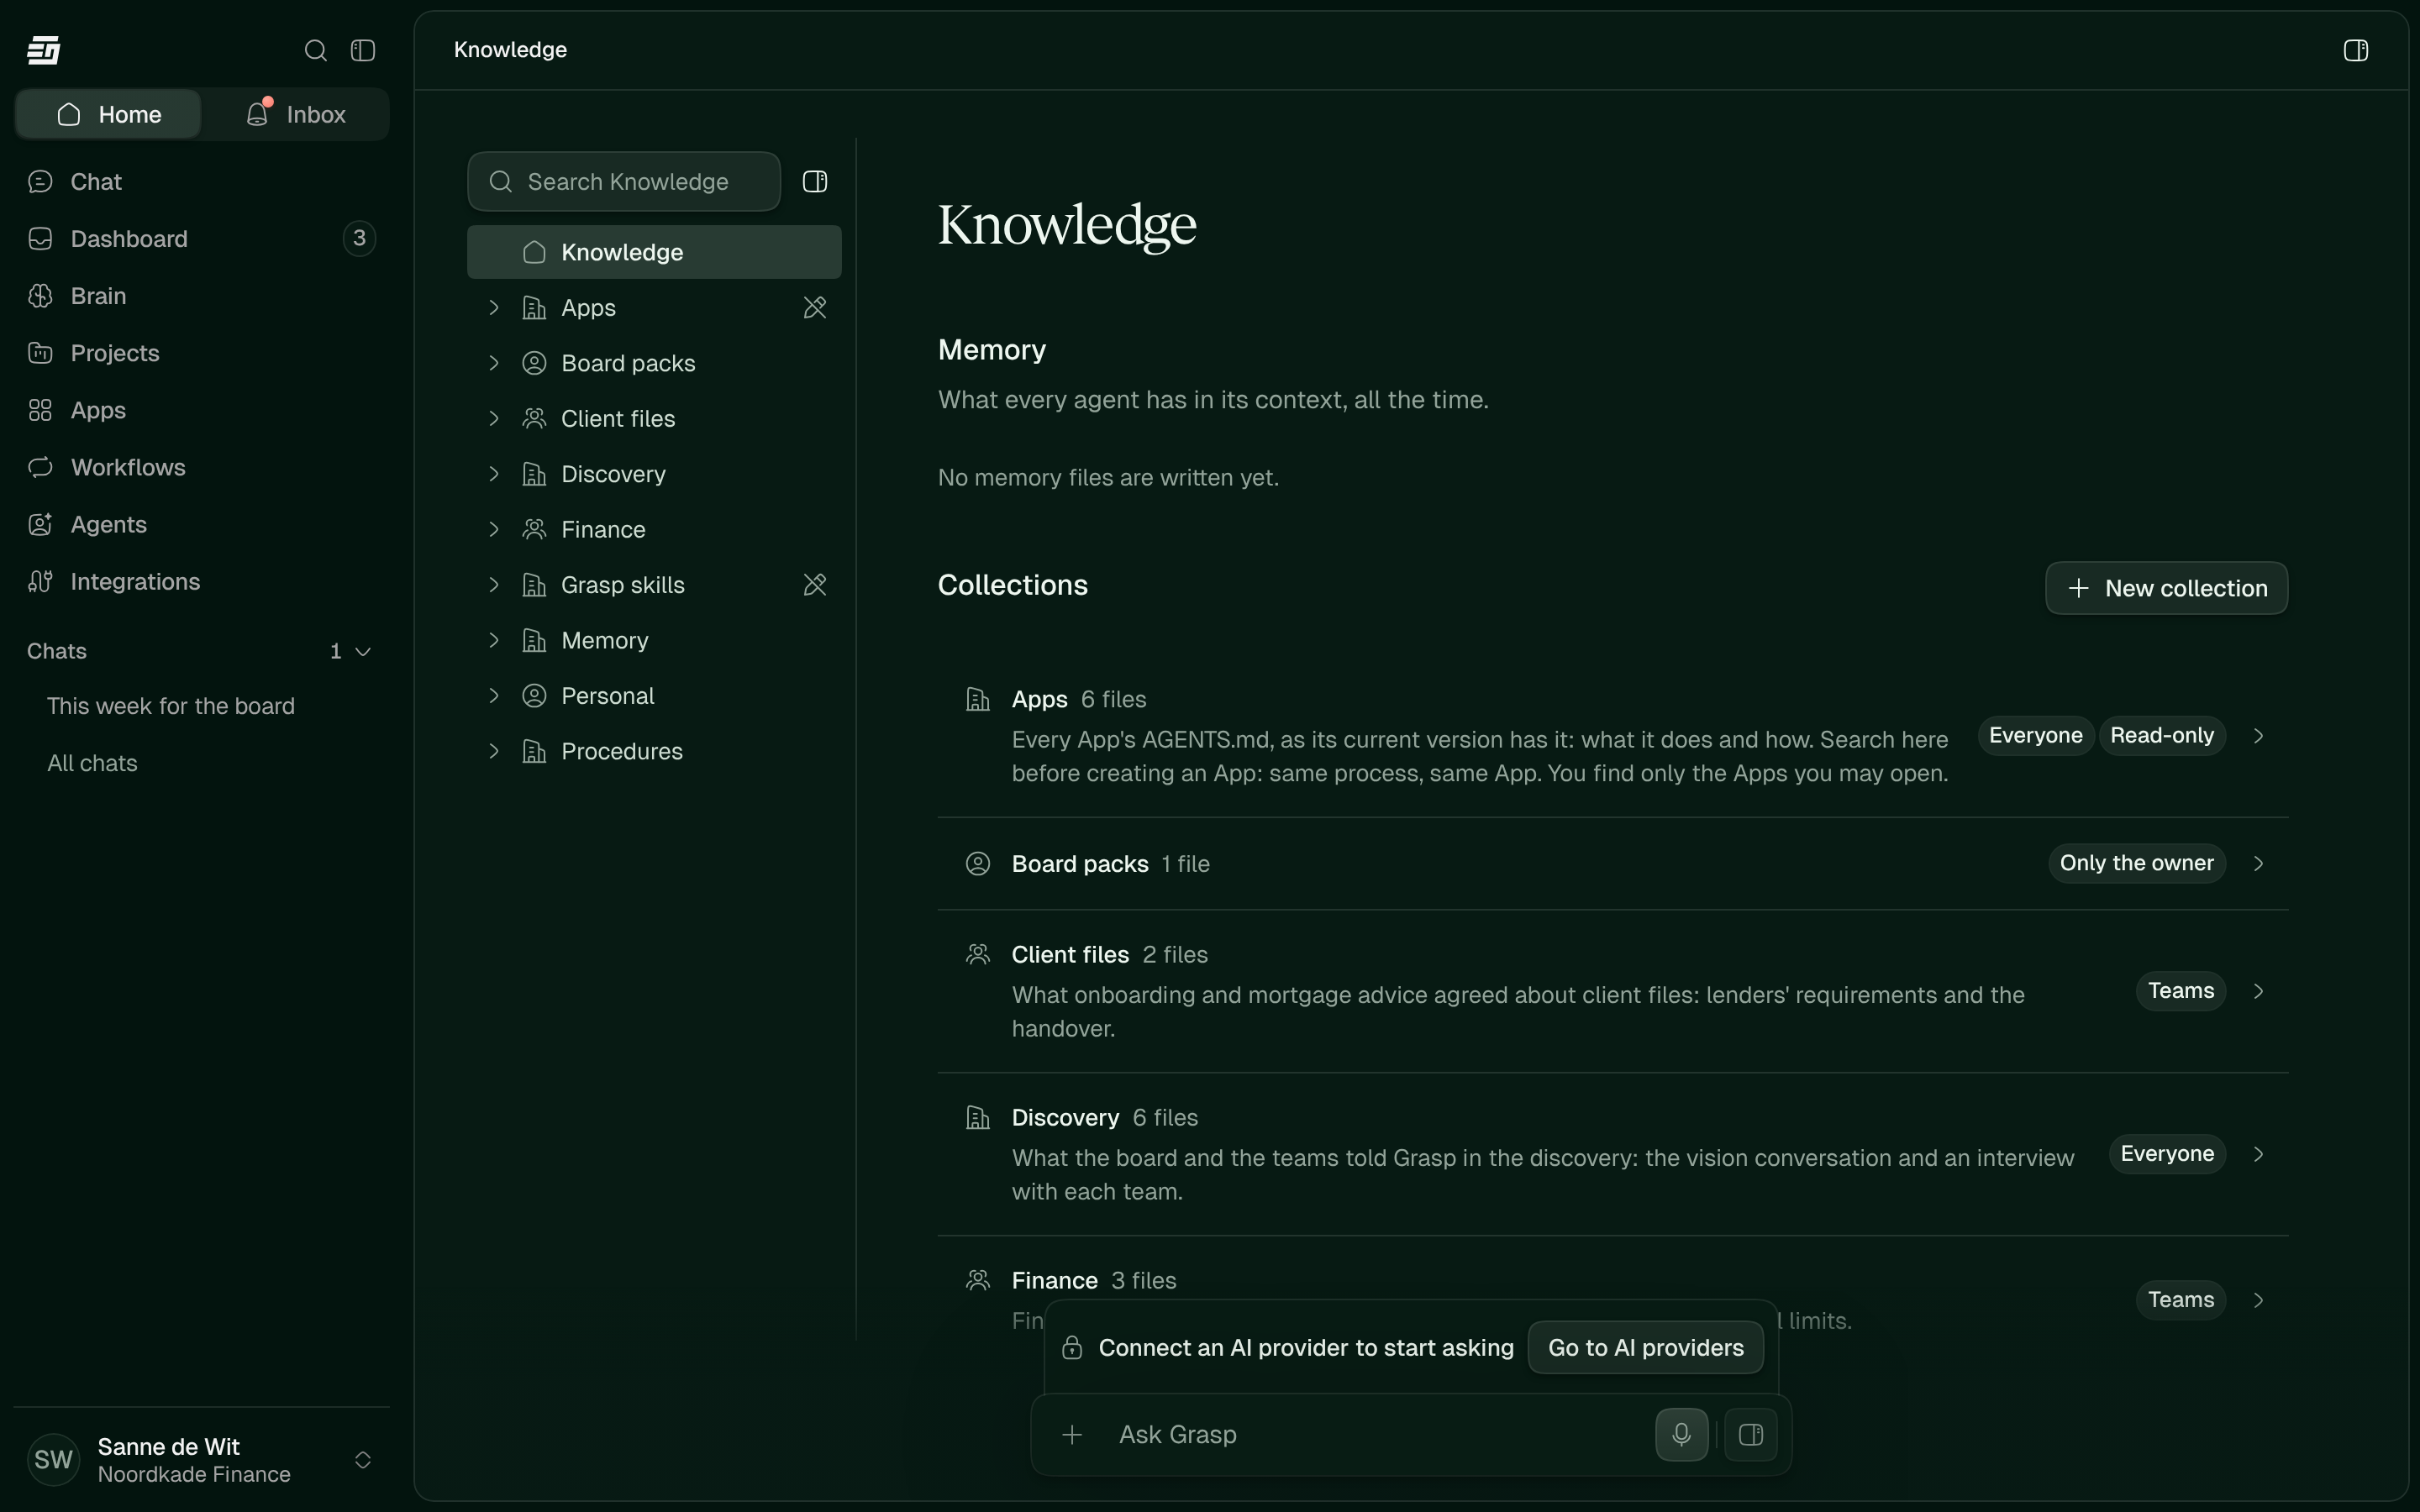 Home
Inbox
Chat
Dashboard
3
Brain
Projects
Apps
Workflows
Agents
Integrations
Chats
1
This week for the board
All chats
SW
Sanne de Wit
Noordkade Finance
Knowledge
Search Knowledge
Knowledge
Apps
Board packs
Client files
Discovery
Finance
Grasp skills
Memory
Personal
Procedures
Knowledge
Memory
What every agent has in its context, all the time.
No memory files are written yet.
Collections
New collection
Apps 6 files
Every App's AGENTS.md, as its current version has it: what it does and how. Search here
before creating an App: same process, same App. You find only the Apps you may open.
Everyone
Read-only
Board packs 1 file
Only the owner
Client files 2 files
What onboarding and mortgage advice agreed about client files: lenders' requirements and the
handover.
Teams
Discovery 6 files
What the board and the teams told Grasp in the discovery: the vision conversation and an interview
with each team.
Everyone
Finance 3 files
limits.
Teams
Connect an AI provider to start asking
Go to AI providers
Ask Grasp